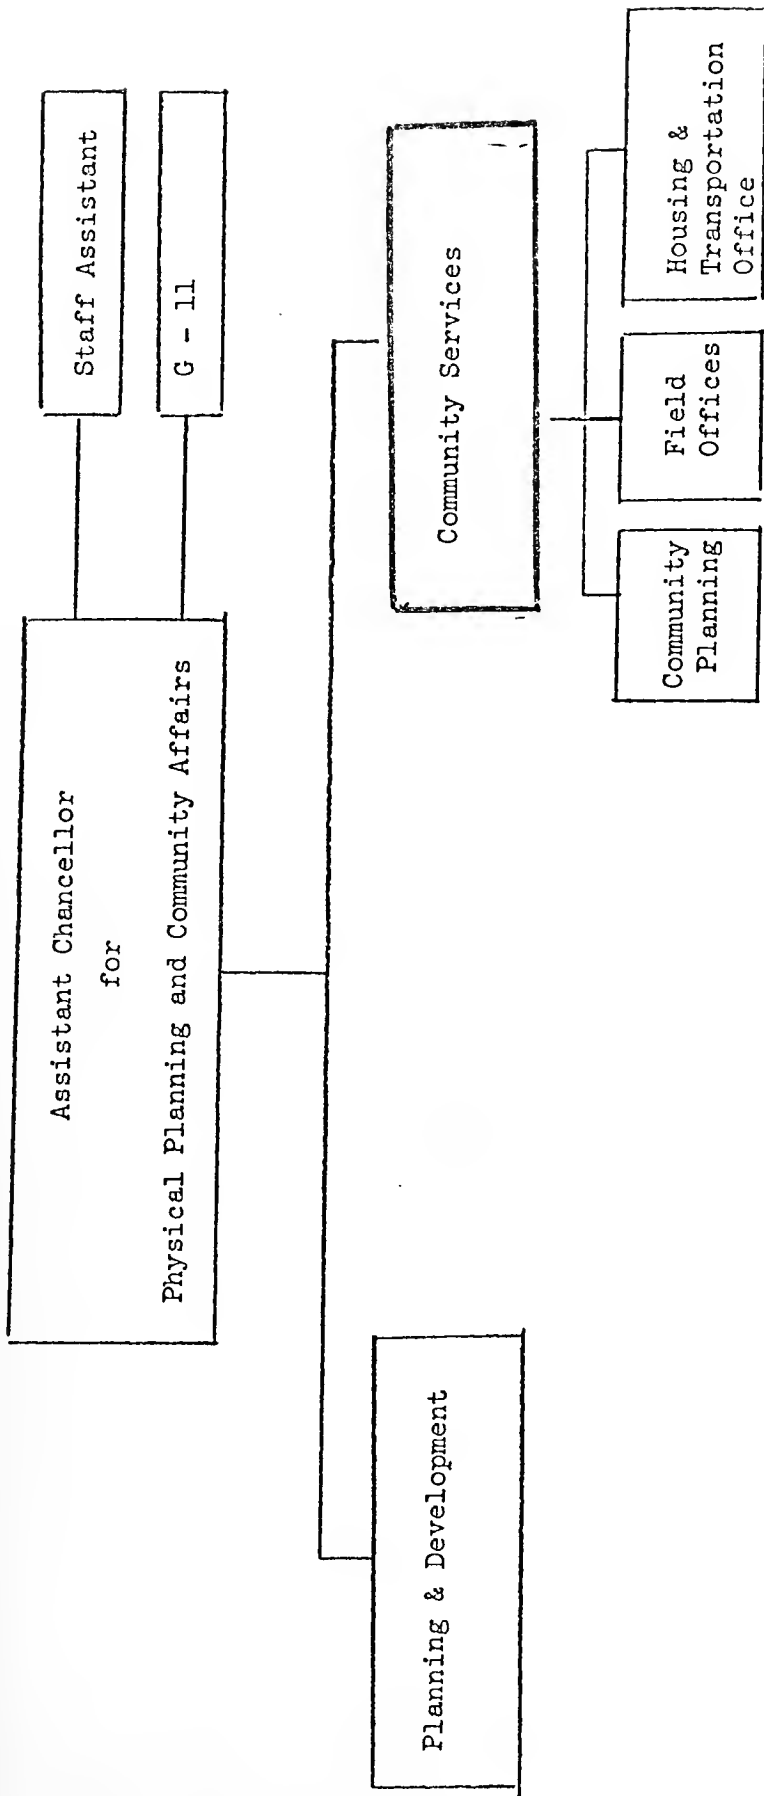 Assistant Chancellor
for
Physical Planning and Community Affairs
Staff Assistant
G - 11
Planning & Development
Community Services
Community
Planning
Field
Offices
Housing &
Transportation
Office